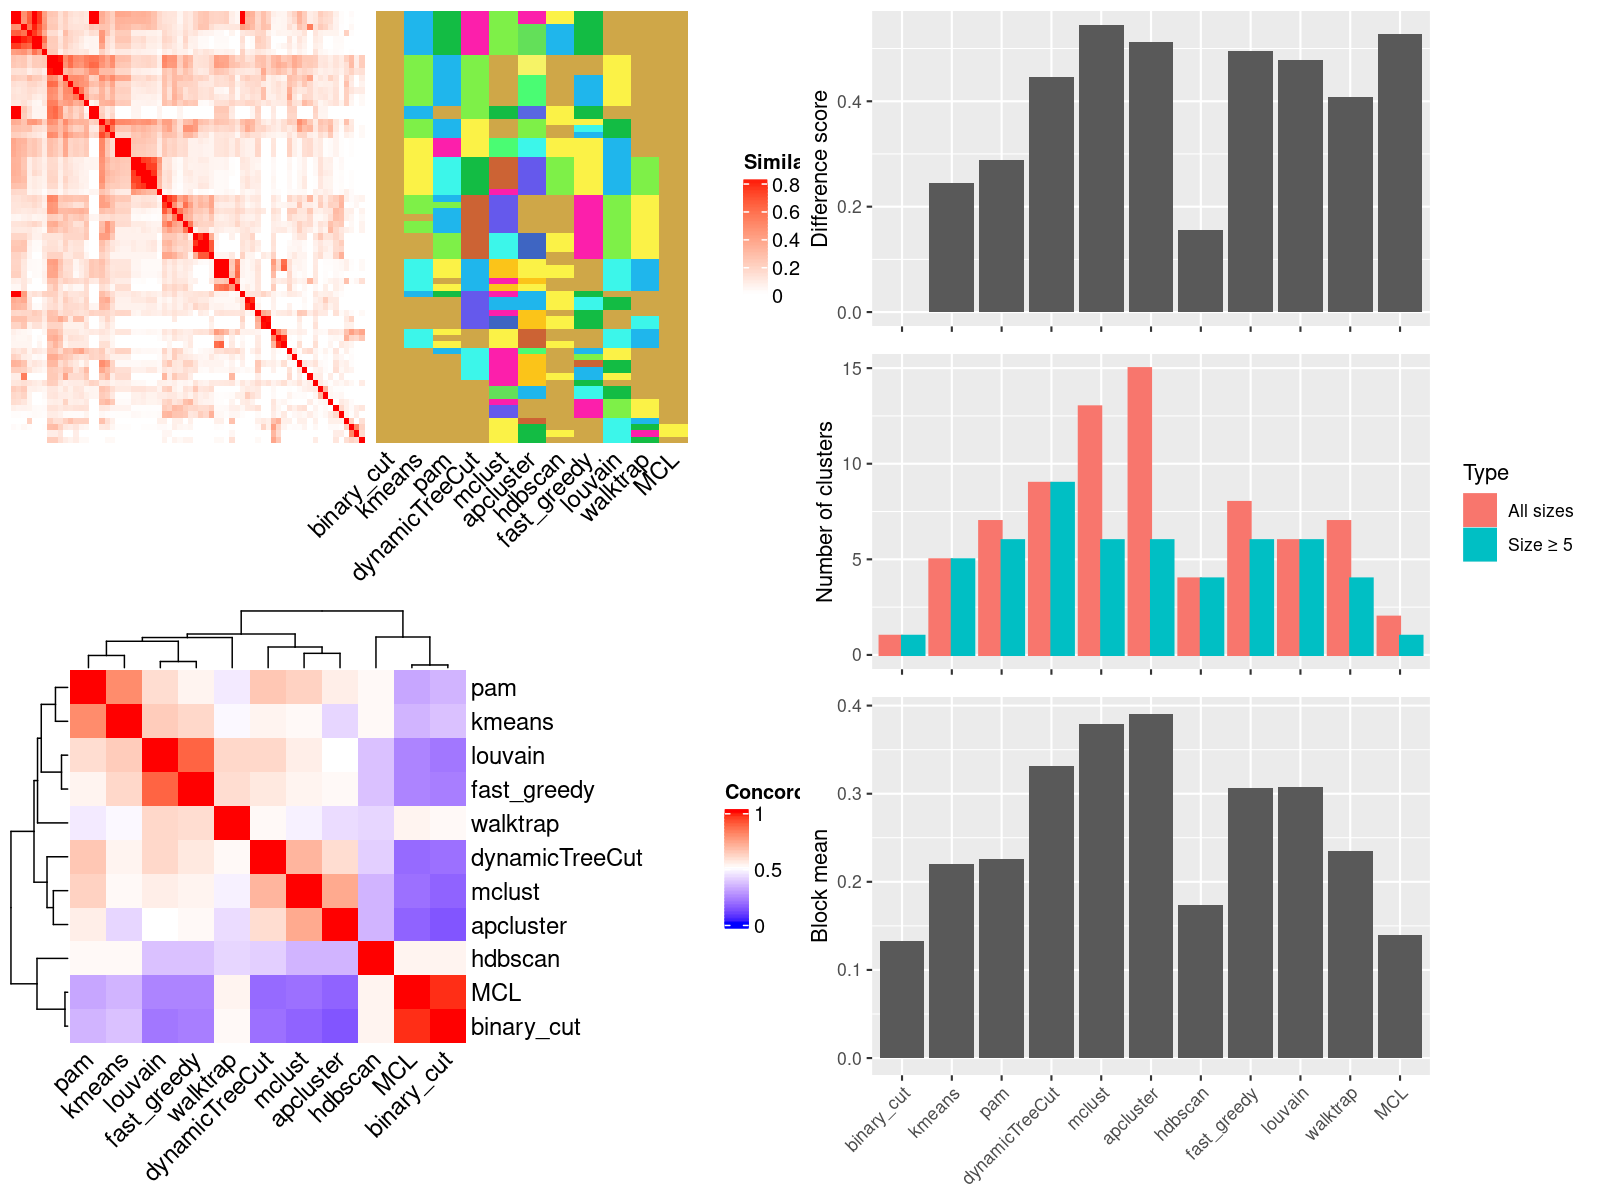 Simila
0.8
0.6
0.4
0.2
0
binary_cut
kmeans
pam
dynamicTreeCut
mclust
apcluster
hdbscan
fast_greedy
louvain
walktrap
MCL
pam
kmeans
louvain
fast_greedy
walktrap
dynamicTreeCut
mclust
apcluster
hdbscan
MCL
binary_cut
pam
kmeans
louvain
fast_greedy
walktrap
dynamicTreeCut
mclust
apcluster
hdbscan
MCL
binary_cut
Concord
1
0.5
0
Difference score
0.4
0.2
0.0
Number of clusters
15
10
5
0
Type
All sizes
Size ≥ 5
Block mean
0.4
0.3
0.2
0.1
0.0
binary_cut
kmeans
pam
dynamicTreeCut
mclust
apcluster
hdbscan
fast_greedy
louvain
walktrap
MCL